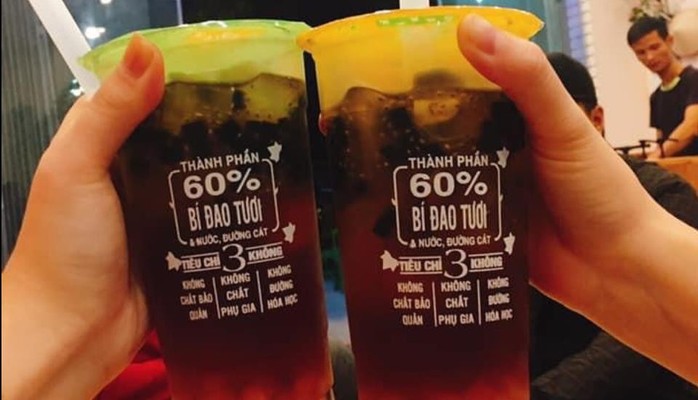 THÀNH PHẦN
60%
BÍ ĐAO TƯƠI
& NƯỚC, ĐƯỜNG CÁT
TIÊU CHÍ 3 KHÔNG
KHÔNG CHẤT BẢO QUẢN
KHÔNG CHẤT PHỤ GIA
KHÔNG ĐƯỜNG HÓA HỌC
THÀNH PHẦN
60%
BÍ ĐAO TƯƠI
& NƯỚC, ĐƯỜNG CÁT
TIÊU CHÍ 3 KHÔNG
KHÔNG CHẤT BẢO QUẢN
KHÔNG CHẤT PHỤ GIA
KHÔNG ĐƯỜNG HÓA HỌC